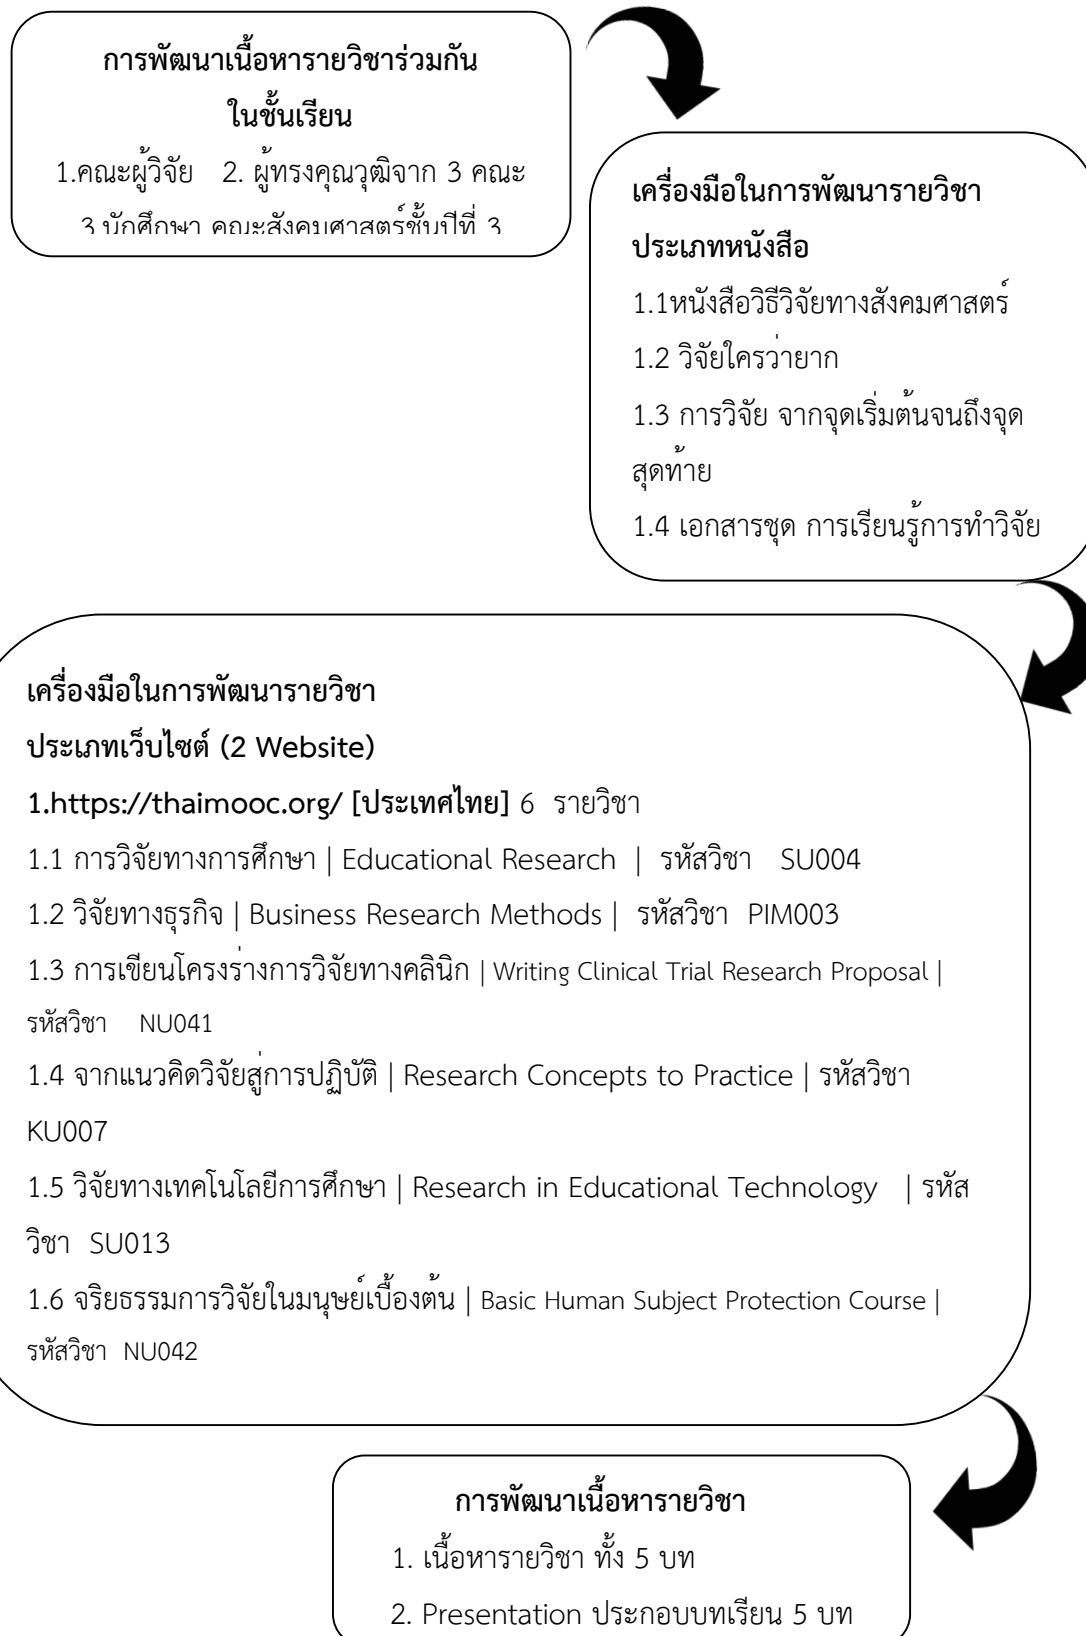 การพัฒนาเนื้อหารายวิชาร่วมกัน
ในชั้นเรียน
1.คณะผู้วิจัย 2. ผู้ทรงคุณวุฒิจาก 3 คณะ
3.นักศึกษา คณะสังคมศาสตร์ชั้นปีที่ 3
เครื่องมือในการพัฒนารายวิชา
ประเภทหนังสือ
1.1หนังสือวิธีวิจัยทางสังคมศาสตร์
1.2 วิจัยใครว่ายาก
1.3 การวิจัย จากจุดเริ่มต้นจนถึงจุด
สุดท้าย
1.4 เอกสารชุด การเรียนรู้การทำวิจัย
เครื่องมือในการพัฒนารายวิชา
ประเภทเว็บไซต์ (2 Website)
1.https://thaimooc.org/ [ประเทศไทย] 6 รายวิชา
1.1 การวิจัยทางการศึกษา | Educational Research | รหัสวิชา SU004
1.2 วิจัยทางธุรกิจ | Business Research Methods | รหัสวิชา PIM003
1.3 การเขียนโครงร่างการวิจัยทางคลินิก | Writing Clinical Trial Research Proposal |
รหัสวิชา NU041
1.4 จากแนวคิดวิจัยสู่การปฏิบัติ | Research Concepts to Practice | รหัสวิชา
KU007
1.5 วิจัยทางเทคโนโลยีการศึกษา | Research in Educational Technology | รหัส
วิชา SU013
1.6 จริยธรรมการวิจัยในมนุษย์เบื้องต้น | Basic Human Subject Protection Course |
รหัสวิชา NU042
การพัฒนาเนื้อหารายวิชา
1. เนื้อหารายวิชา ทั้ง 5 บท
2. Presentation ประกอบบทเรียน 5 บท